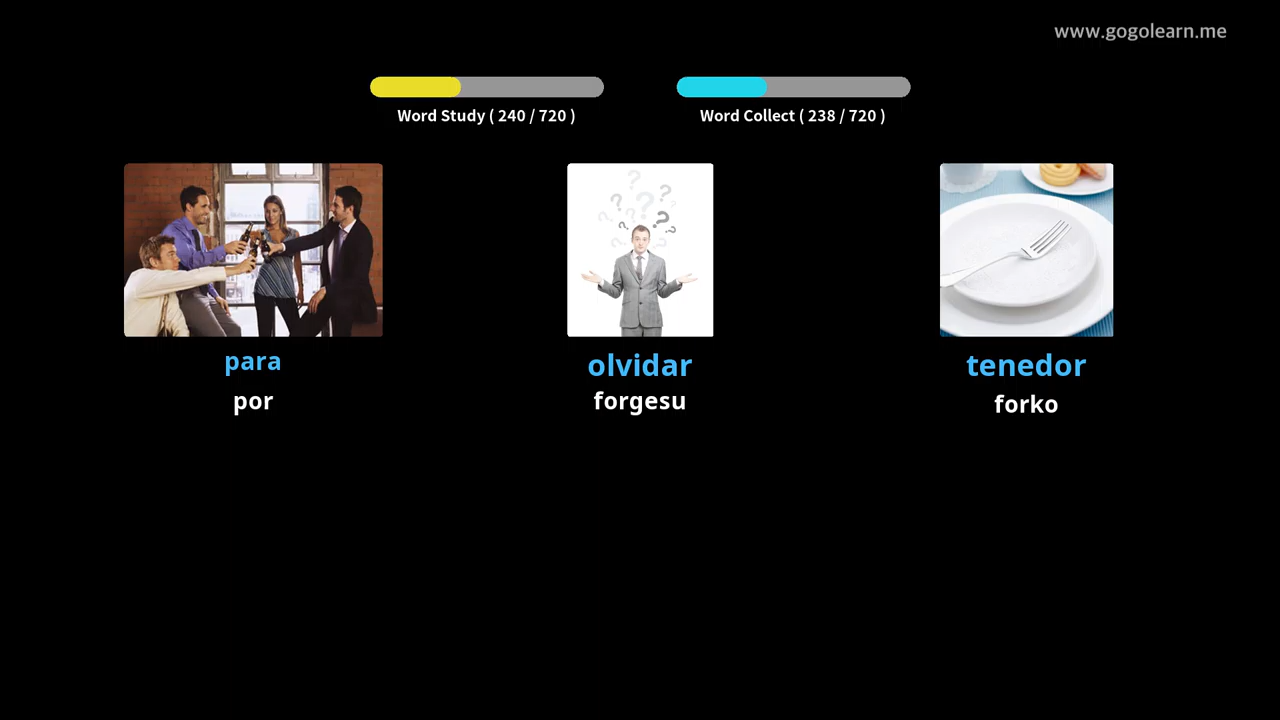 www.gogolearn.me
Word Study ( 240 / 720 )
Word Collect ( 238 / 720 )
para
por
olvidar
forgesu
tenedor
forko